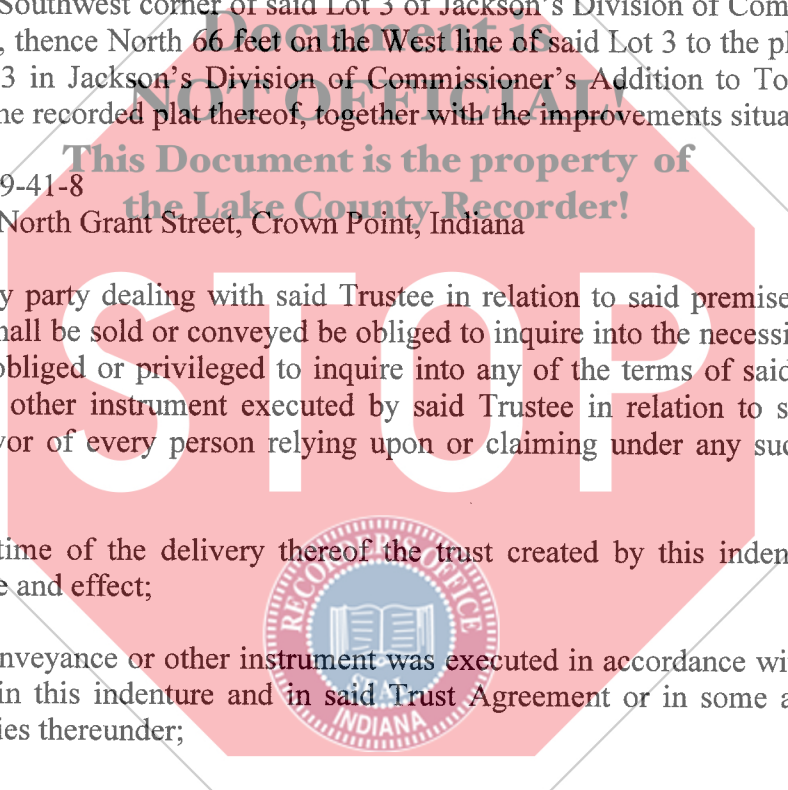 Southwest corner of said Lot 3 of Jackson's Division of Com
Document is
, thence North 66 feet on the West line of said Lot 3 to the pl
3 in Jackson's Division of Commissioner's Addition to To
NOT OFFICIAL!
he recorded plat thereof, together with the improvements situa
This Document is the property of
9-41-8
the Lake County Recorder!
North Grant Street, Crown Point, Indiana
y party dealing with said Trustee in relation to said premise
hall be sold or conveyed be obliged to inquire into the necessi
obliged or privileged to inquire into any of the terms of said
other instrument executed by said Trustee in relation to s
vor of every person relying upon or claiming under any suc
STOP
time of the delivery thereof the trust created by this inden
e and effect;
RECORDER'S OFFICE
nveyance or other instrument was executed in accordance wi
in this indenture and in said Trust Agreement or in some a
SEAL
INDIANA
ies thereunder;